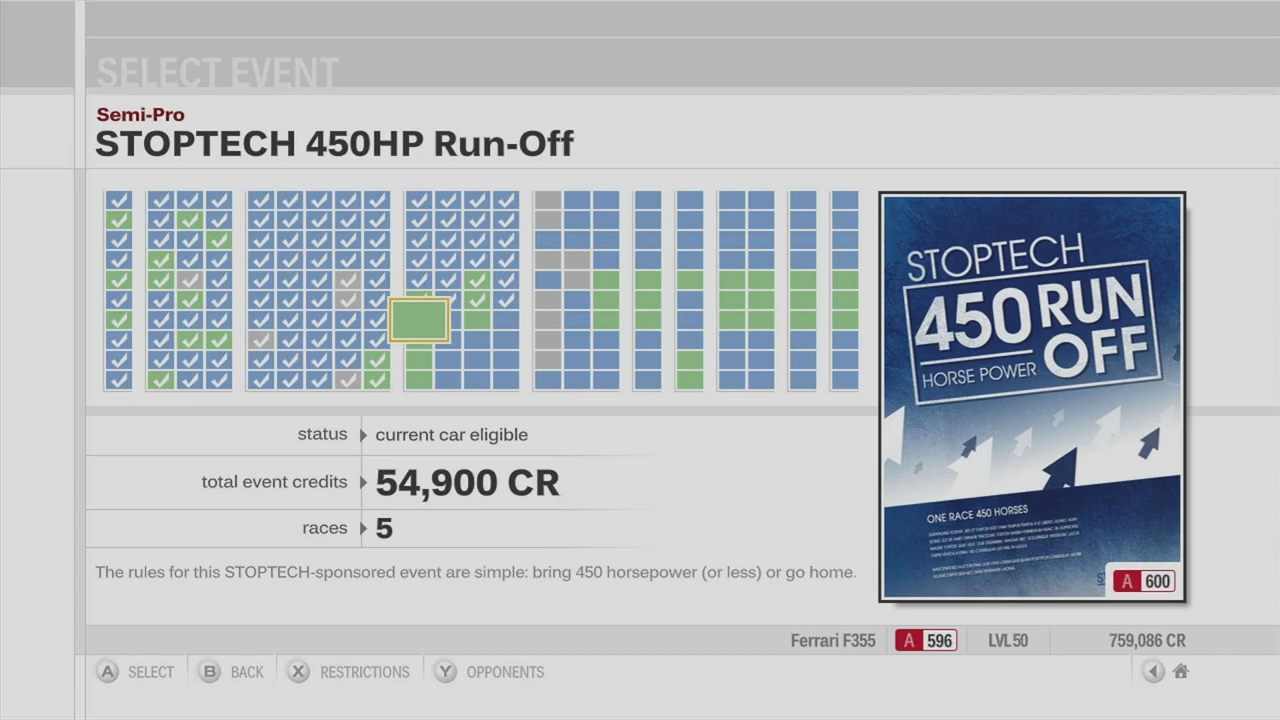 SELECT EVENT
Semi-Pro
STOPTECH 450HP Run-Off
STOPTECH
450 RUN
HORSE POWER OFF
ONE RACE 450 HORSES
A 600
status current car eligible
total event credits 54,900 CR
races 5
The rules for this STOPTECH-sponsored event are simple: bring 450 horsepower (or less) or go home.
Ferrari F355 A 596 LVL50 759,086 CR
A SELECT B BACK X RESTRICTIONS Y OPPONENTS